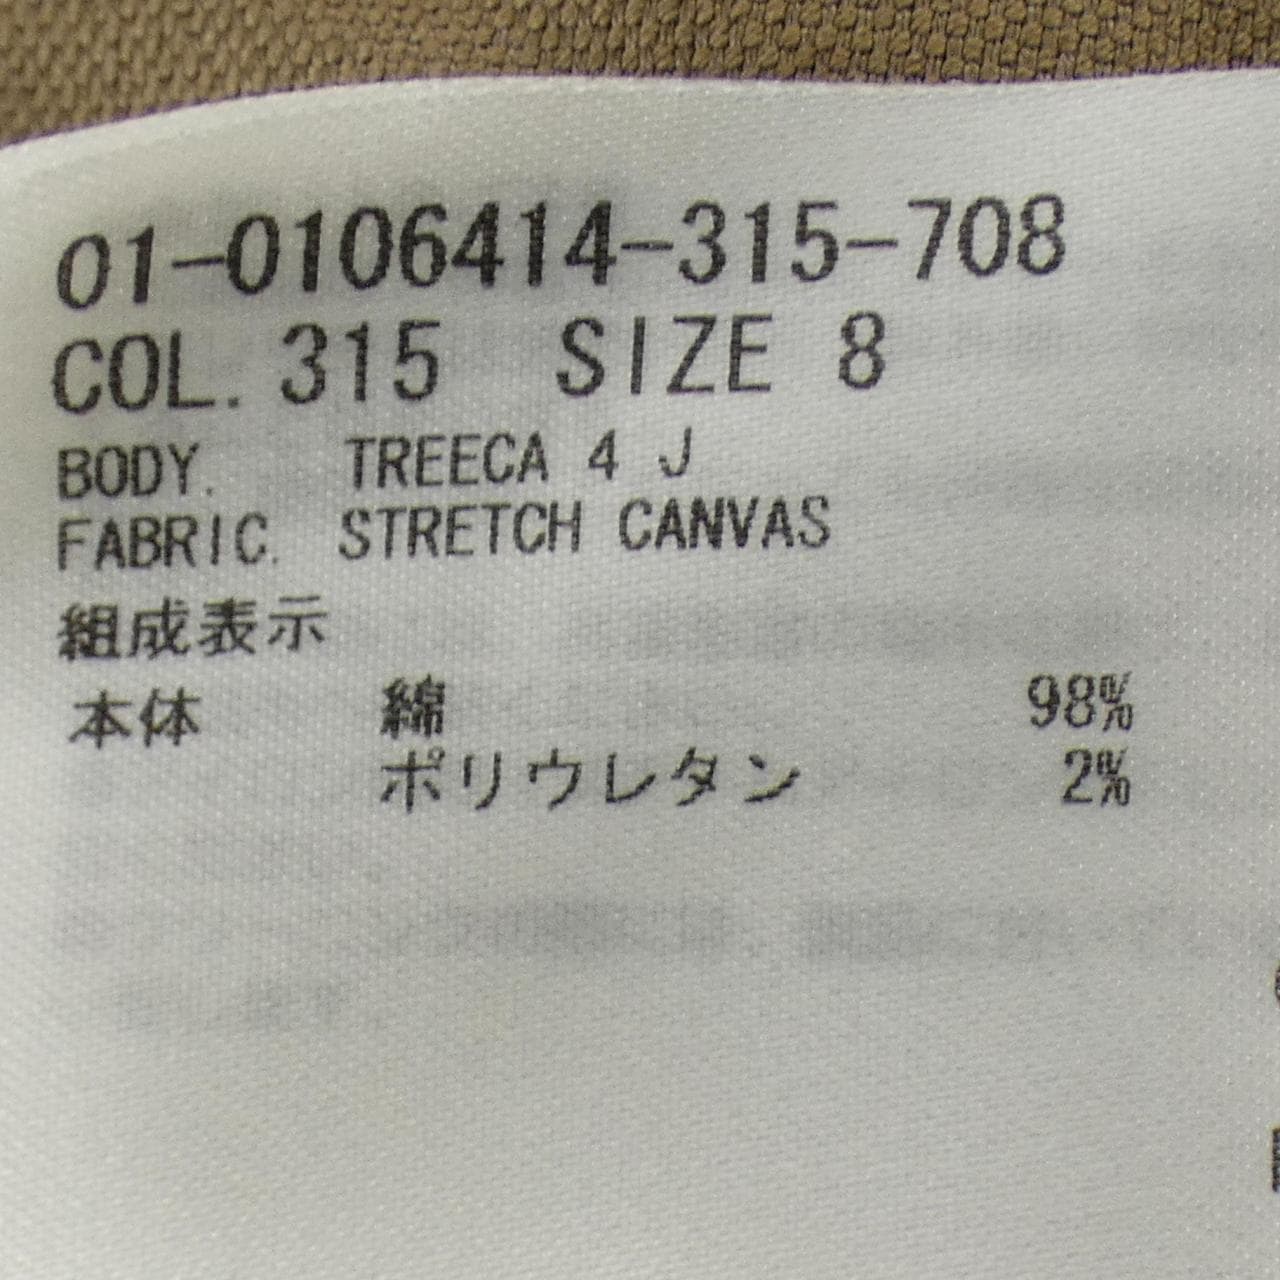 01-0106414-315-708
COL. 315 SIZE 8
BODY. TREECA 4 J
FABRIC. STRETCH CANVAS
組成表示
本体 綿 98%
ポリウレタン 2%